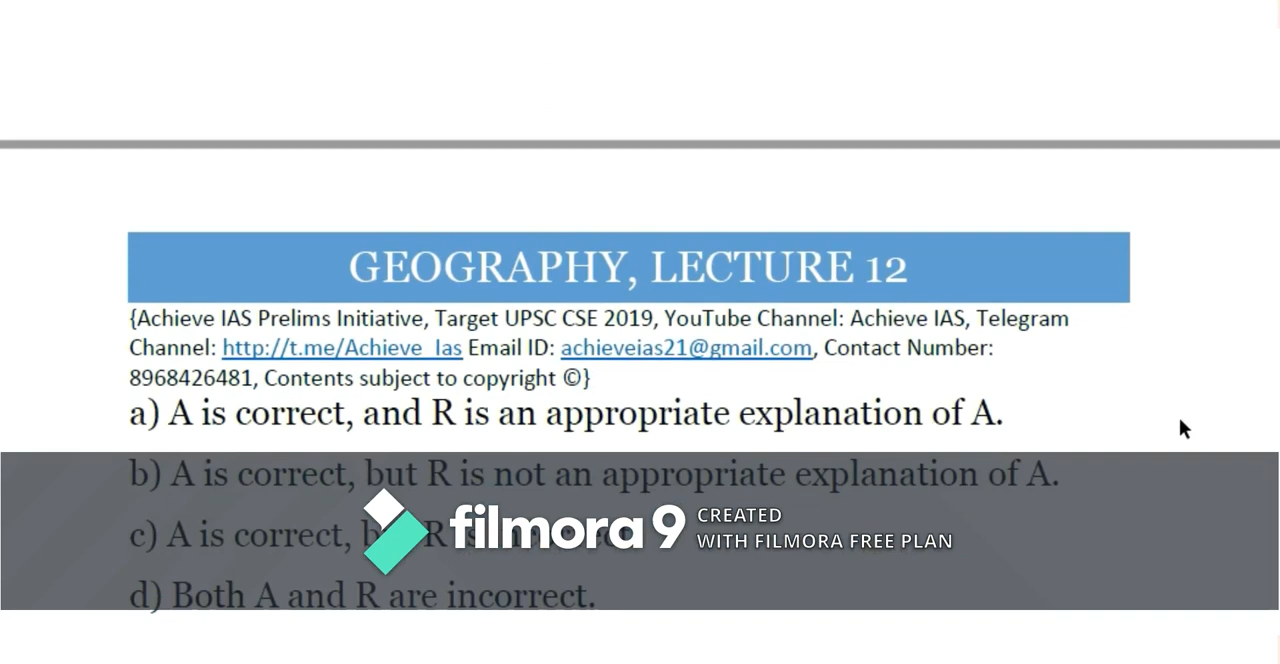 GEOGRAPHY, LECTURE 12
{Achieve IAS Prelims Initiative, Target UPSC CSE 2019, YouTube Channel: Achieve IAS, Telegram
Channel: http://t.me/Achieve_Ias Email ID: achieveias21@gmail.com, Contact Number:
8968426481, Contents subject to copyright ©}
a) A is correct, and R is an appropriate explanation of A.
b) A is correct, but R is not an appropriate explanation of A.
c) A is correct, R
filmora 9 CREATED
WITH FILMORA FREE PLAN
d) Both A and R are incorrect.